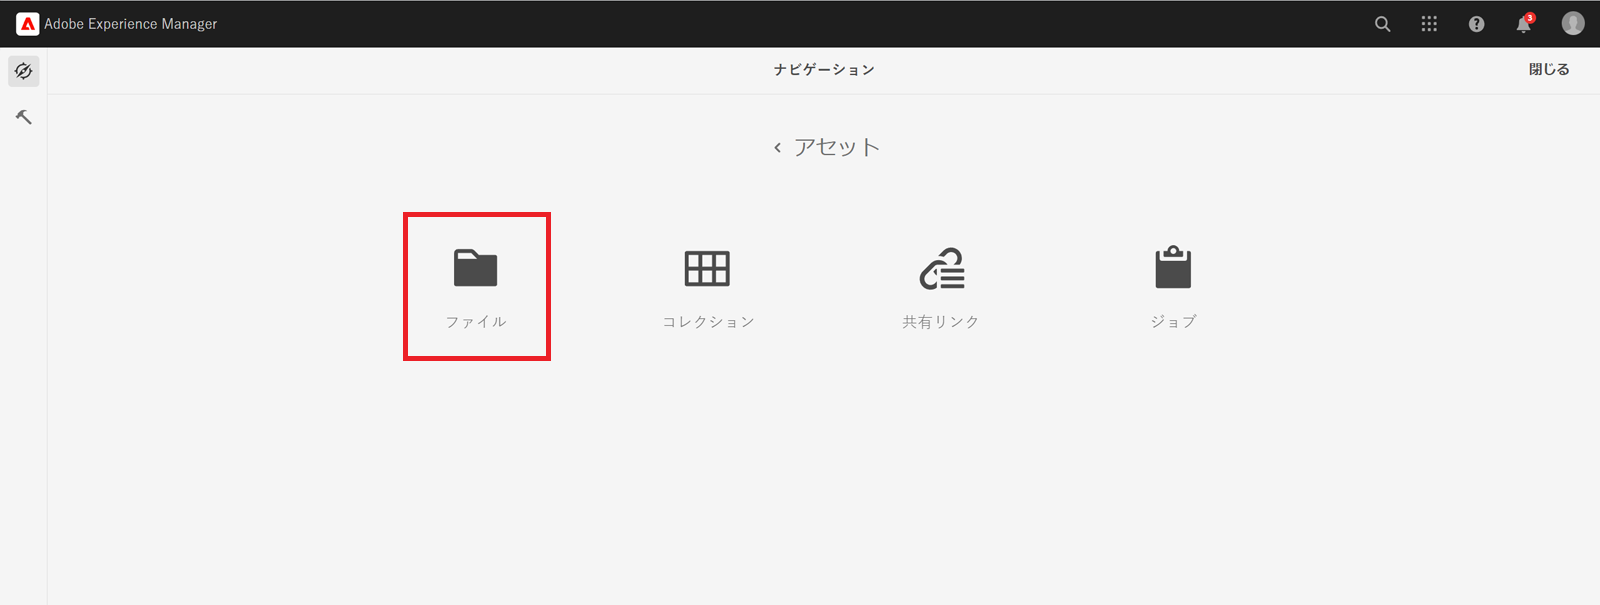 Adobe Experience Manager
3
ナビゲーション
閉じる
アセット
ファイル
コレクション
共有リンク
ジョブ